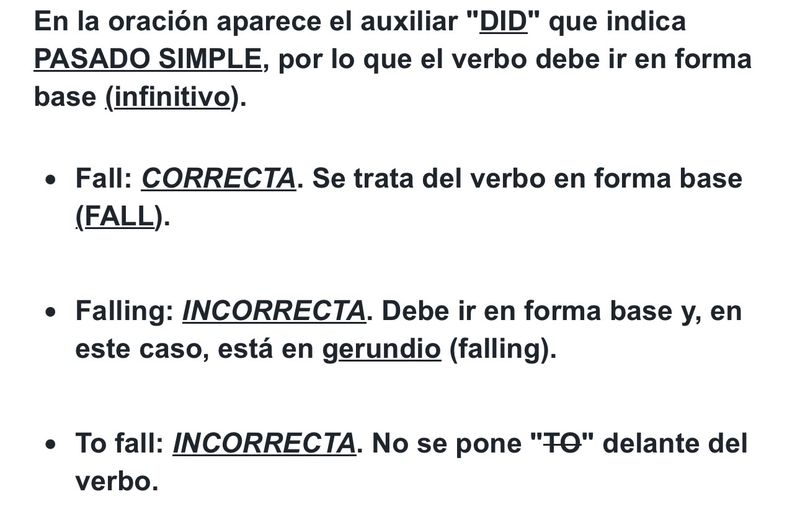 En la oración aparece el auxiliar "DID" que indica
PASADO SIMPLE, por lo que el verbo debe ir en forma
base (infinitivo).
• Fall: CORRECTA. Se trata del verbo en forma base
(FALL).
• Falling: INCORRECTA. Debe ir en forma base y, en
este caso, está en gerundio (falling).
• To fall: INCORRECTA. No se pone "TO" delante del
verbo.